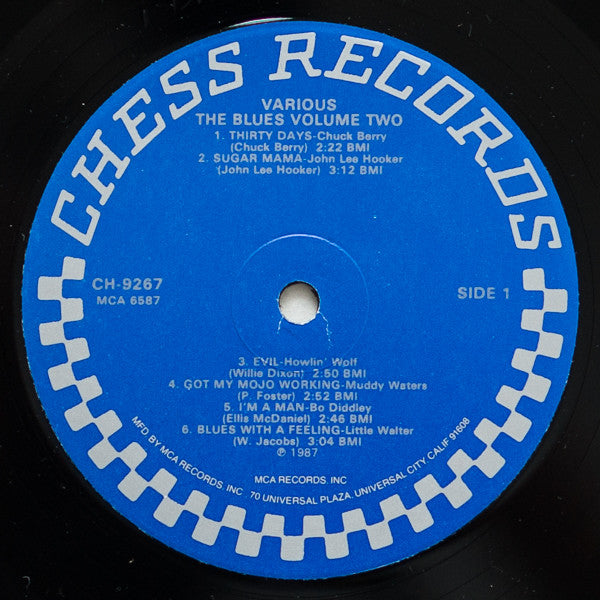 CHESS RECORDS
VARIOUS
THE BLUES VOLUME TWO
1. THIRTY DAYS-Chuck Berry
(Chuck Berry) 2:22 BMI
2. SUGAR MAMA-John Lee Hooker
(John Lee Hooker) 3:12 BMI
CH-9267
MCA 6587
SIDE 1
3. EVIL-Howlin' Wolf
(Willie Dixon) 2:50 BMI
4. GOT MY MOJO WORKING-Muddy Waters
(P. Foster) 2:52 BMI
5. I'M A MAN-Bo Diddley
(Ellis McDaniel) 2:46 BMI
6. BLUES WITH A FEELING-Little Walter
(W. Jacobs) 3:04 BMI
℗ 1987
MCA RECORDS, INC
MFD BY MCA RECORDS, INC . 70 UNIVERSAL PLAZA, UNIVERSAL CITY, CALIF 91608